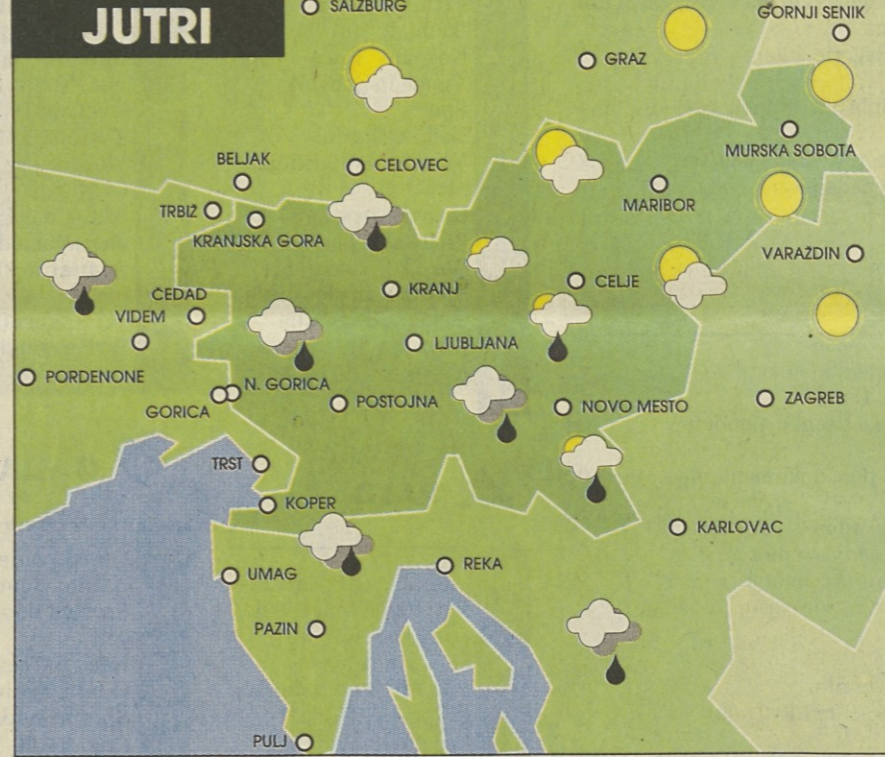 JUTRI
SALZBURG
GORNJI SENIK
GRAZ
MURSKA SOBOTA
BELJAK
CELOVEC
MARIBOR
TRBIŽ
KRANJSKA GORA
VARAŽDIN
CELJE
KRANJ
ČEDAD
VIDEM
LJUBLJANA
PORDENONE
N. GORICA
GORICA
POSTOJNA
NOVO MESTO
ZAGREB
TRST
KOPER
KARLOVAC
REKA
UMAG
PAZIN
PULJ